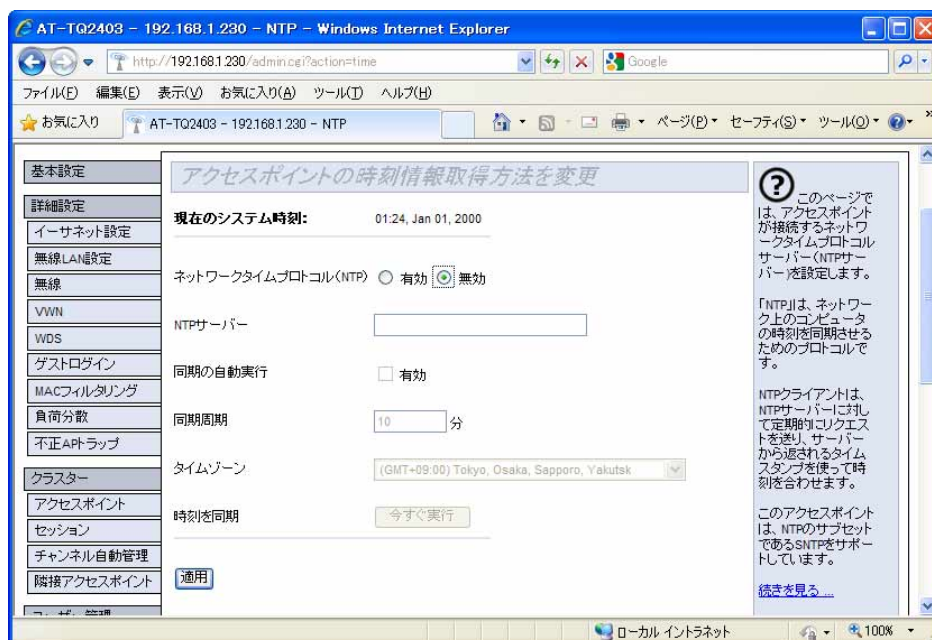 AT-TQ2403 - 192.168.1.230 - NTP - Windows Internet Explorer
http://192.168.1.230/admin.cgi?action=time
Google
ファイル(F) 編集(E) 表示(V) お気に入り(A) ツール(T) ヘルプ(H)
お気に入り
AT-TQ2403 - 192.168.1.230 - NTP
ページ(P) セーフティ(S) ツール(O)
基本設定
詳細設定
イーサネット設定
無線LAN設定
無線
VWN
WDS
ゲストログイン
MACフィルタリング
負荷分散
不正APトラップ
クラスター
アクセスポイント
セッション
チャンネル自動管理
隣接アクセスポイント
ユーザー管理
アクセスポイントの時刻情報取得方法を変更
現在のシステム時刻: 01:24, Jan 01, 2000
ネットワークタイムプロトコル(NTP) 有効 無効
NTPサーバー
同期の自動実行 有効
同期周期 10 分
タイムゾーン (GMT+09:00) Tokyo, Osaka, Sapporo, Yakutsk
時刻を同期 今すぐ実行
適用
このページで
は、アクセスポイント
が接続するネットワ
ークタイムプロトコル
サーバー(NTPサー
バー)を設定します。
「NTP」は、ネットワー
ク上のコンピュータ
の時刻を同期させる
ためのプロトコルで
す。
NTPクライアントは、
NTPサーバーに対し
て定期的にリクエス
トを送り、サーバー
から返されるタイム
スタンプを使って時
刻を合わせます。
このアクセスポイント
は、NTPのサブセット
であるSNTPをサポー
トしています。
続きを見る ...
ローカル イントラネット
100%